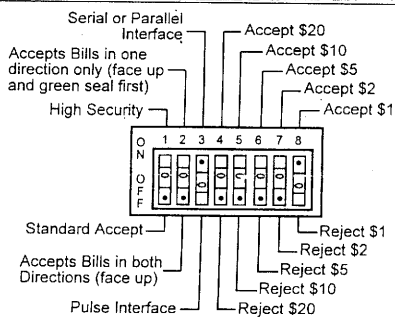 Serial or Parallel
Interface
Accept $20
Accept $10
Accepts Bills in one
direction only (face up
and green seal first)
Accept $5
Accept $2
High Security
Accept $1
ON 1 2 3 4 5 6 7 8
OFF
Standard Accept
Reject $1
Reject $2
Accepts Bills in both
Directions (face up)
Reject $5
Reject $10
Pulse Interface
Reject $20